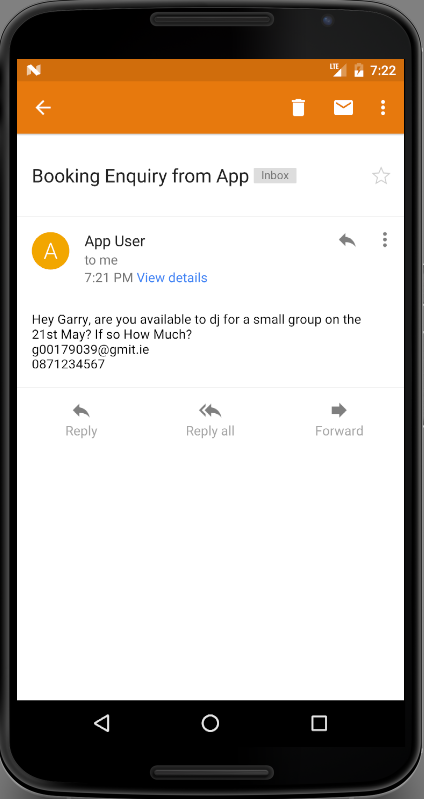 LTE 7:22
Booking Enquiry from App Inbox
A
App User
to me
7:21 PM View details
Hey Garry, are you available to dj for a small group on the
21st May? If so How Much?
g00179039@gmit.ie
0871234567
Reply Reply all Forward